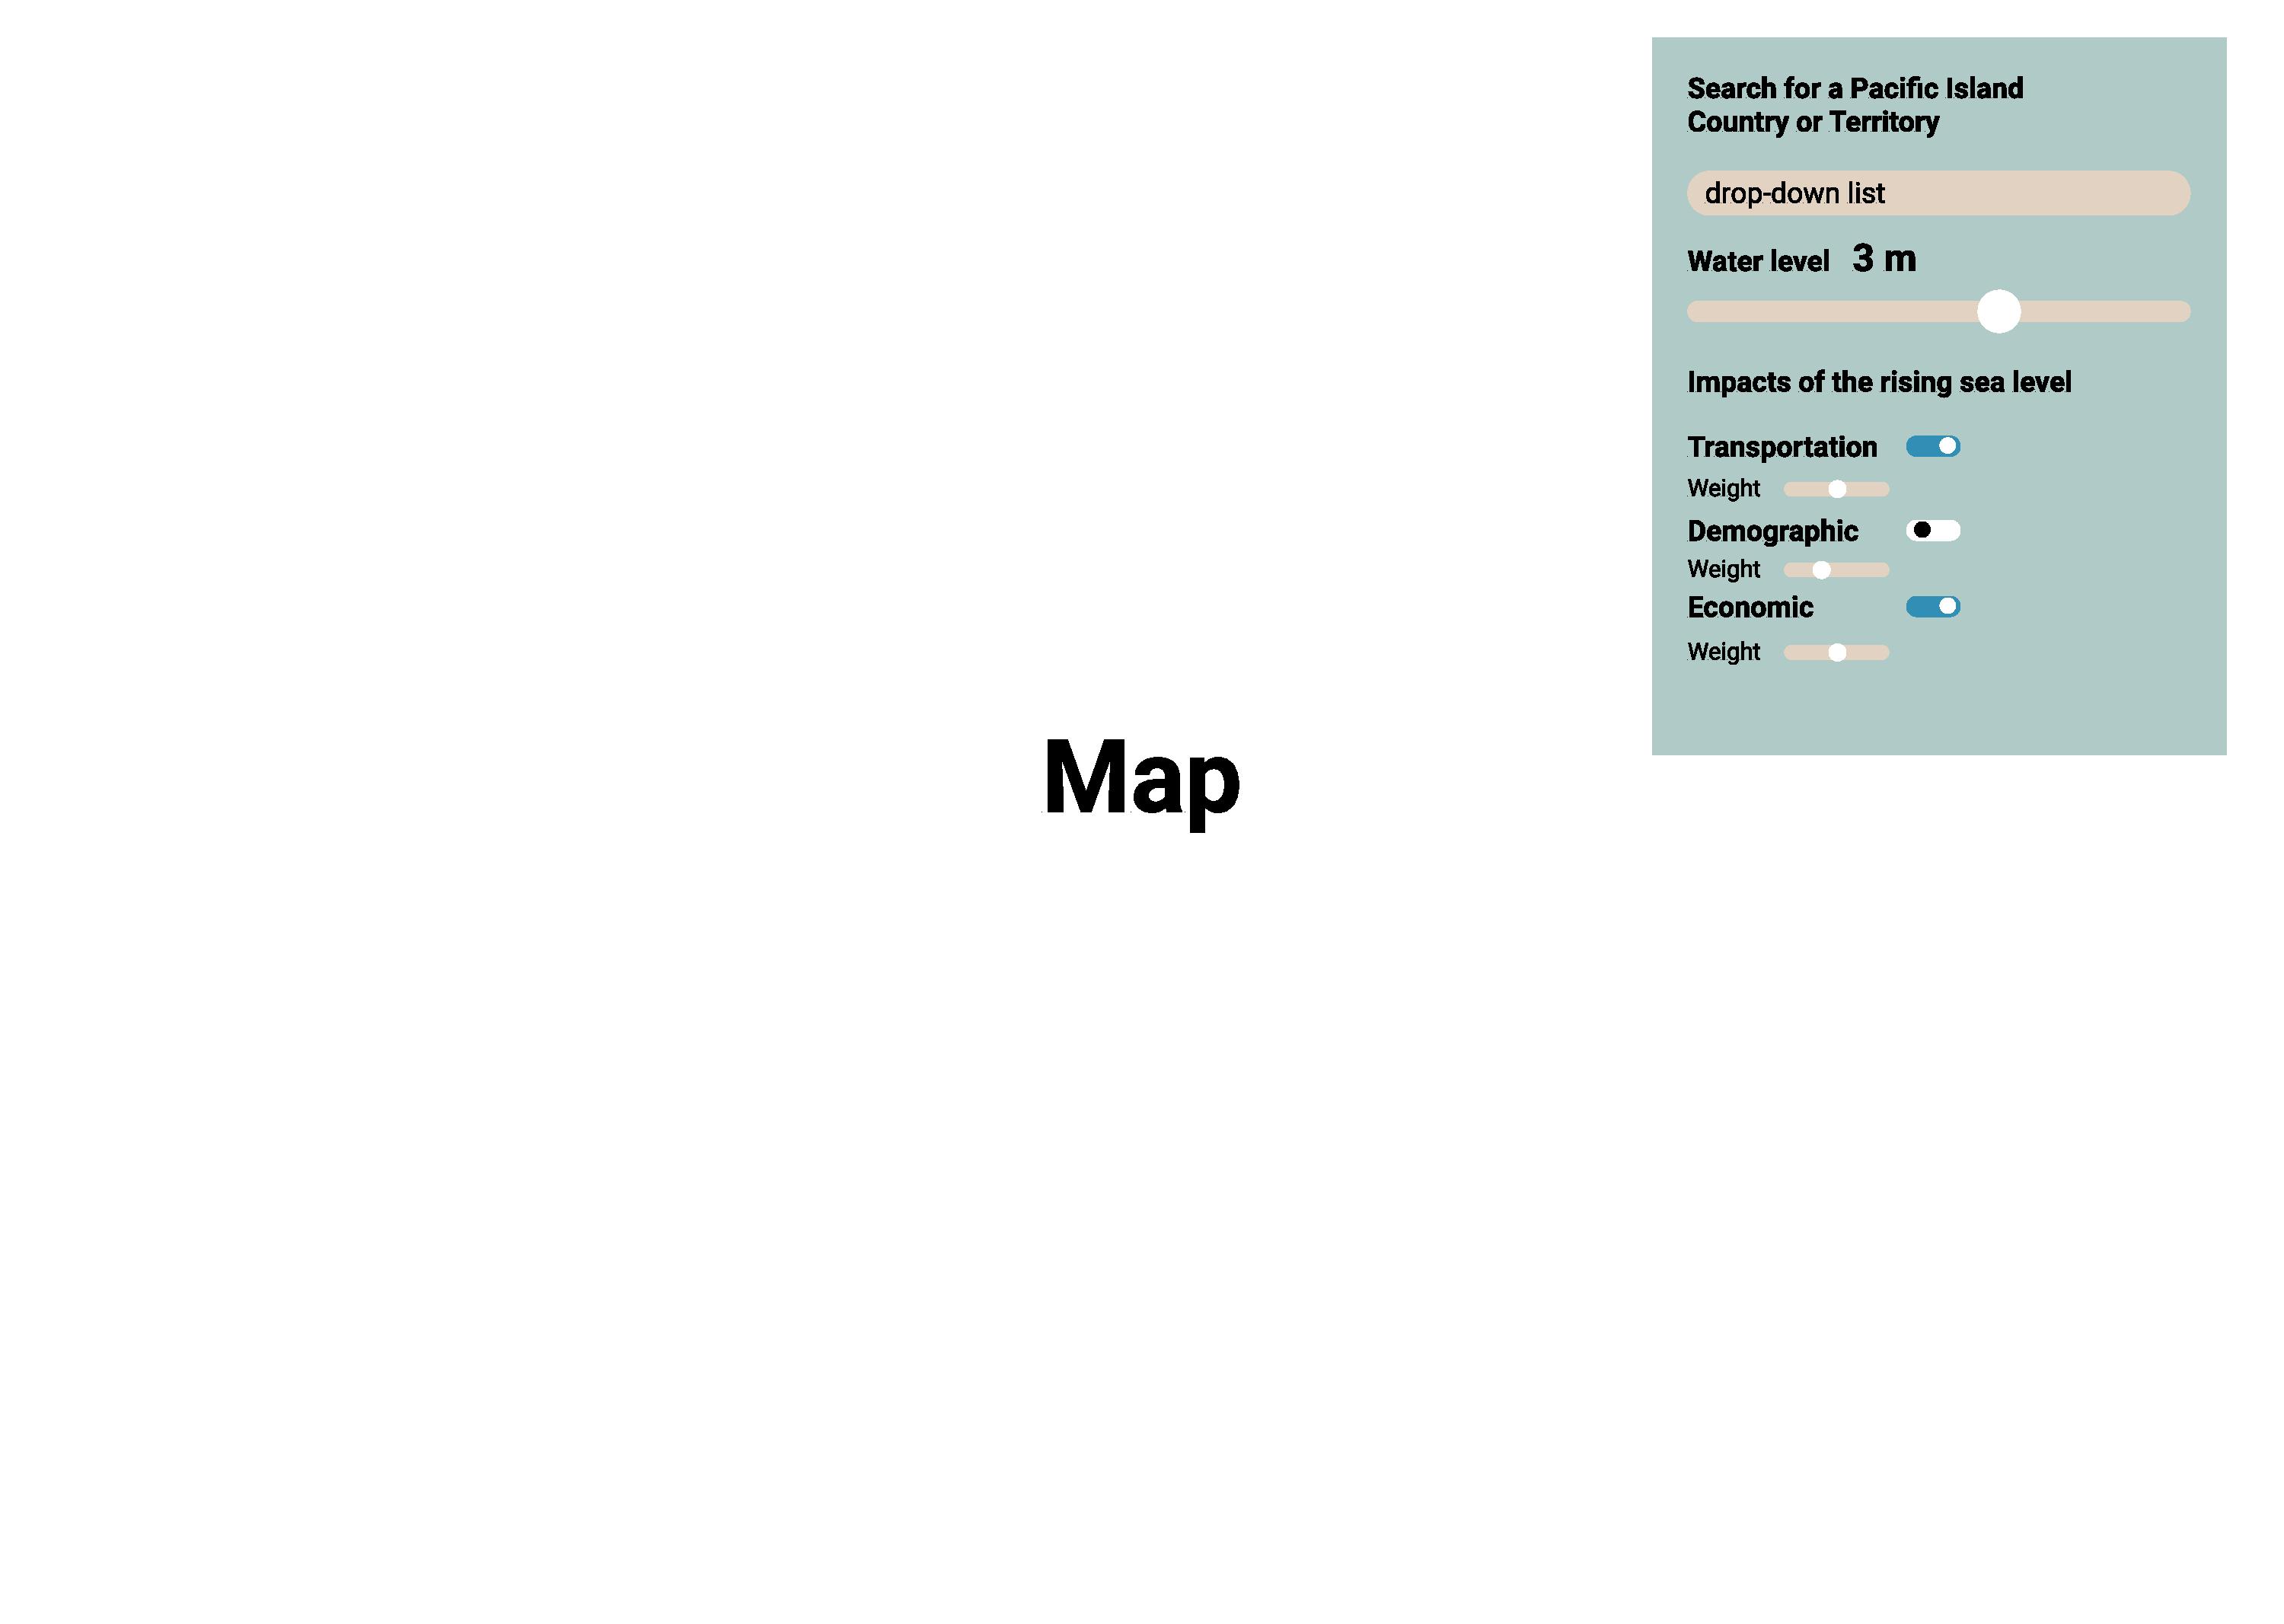 Search for a Pacific Island
Country or Territory
drop-down list
Water level 3 m
Impacts of the rising sea level
Transportation
Weight
Demographic
Weight
Economic
Weight
Map